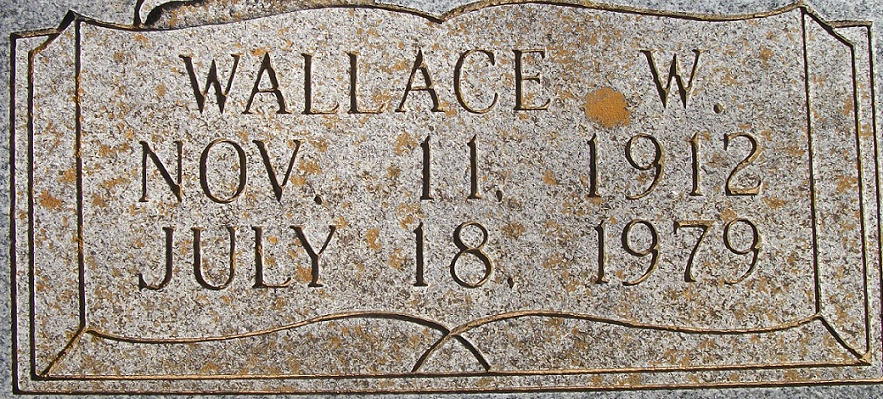 WALLACE W.
NOV. 11, 1912
JULY 18, 1979